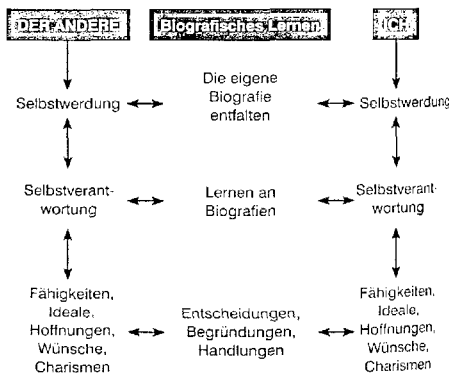 DER ANDERE
Biografisches Lernen
ICH
Selbstwerdung
Die eigene
Biografie
entfalten
Selbstwerdung
Selbstverant-
wortung
Lernen an
Biografien
Selbstverant-
wortung
Fähigkeiten,
Ideale,
Hoffnungen,
Wünsche,
Charismen
Entscheidungen,
Begründungen,
Handlungen
Fähigkeiten,
Ideale,
Hoffnungen,
Wünsche,
Charismen